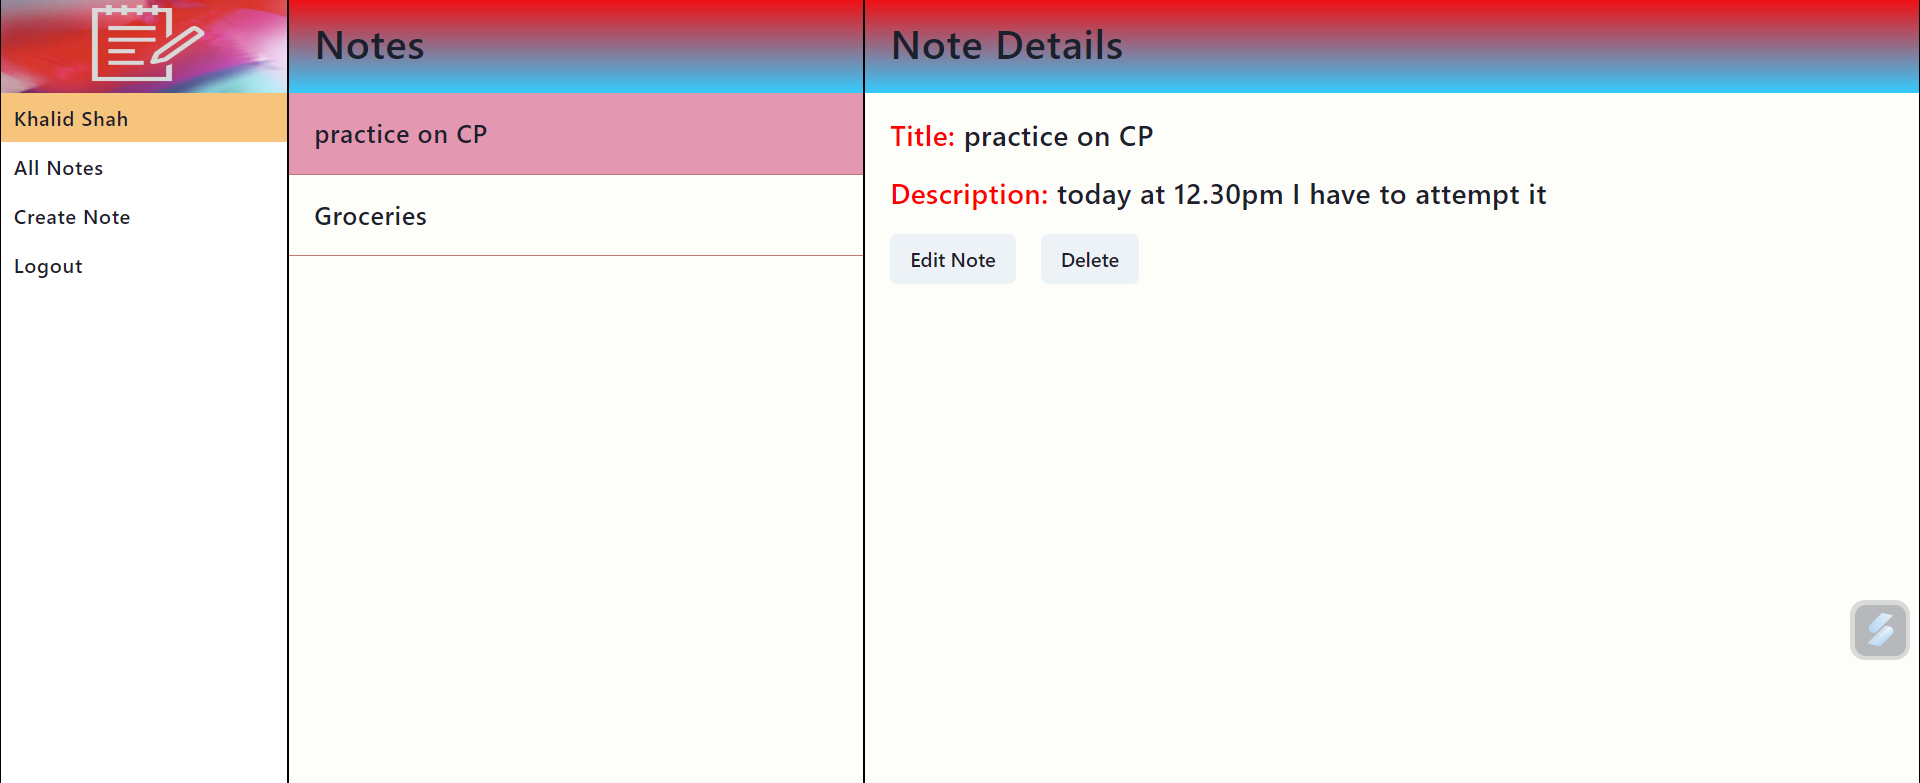 Khalid Shah
All Notes
Create Note
Logout
Notes
practice on CP
Groceries
Note Details
Title: practice on CP
Description: today at 12.30pm I have to attempt it
Edit Note
Delete